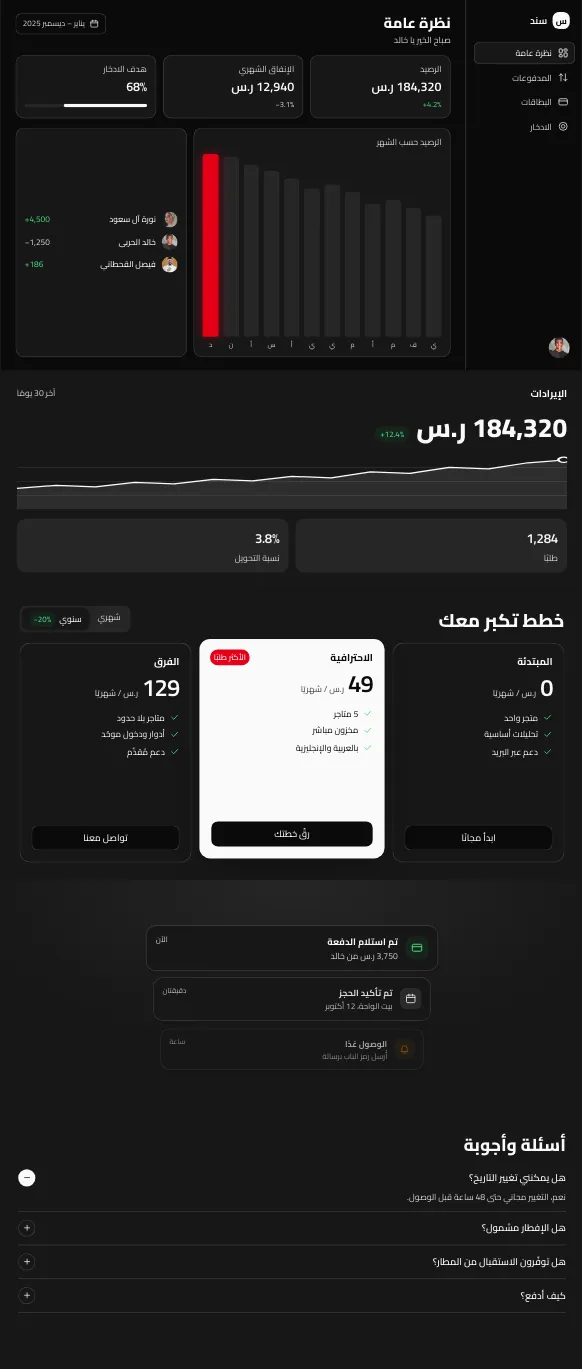 س سند
نظرة عامة
المدفوعات
البطاقات
الادخار
نظرة عامة
صباح الخير يا خالد
يناير – ديسمبر 2025
الرصيد
184,320 ر.س
+4.2%
الإنفاق الشهري
12,940 ر.س
−3.1%
هدف الادخار
68%
الرصيد حسب الشهر
ي ف م أ م ي ي أ س أ ن د
نورة آل سعود +4,500
خالد الحربي −1,250
فيصل القحطاني +186
الإيرادات
آخر 30 يومًا
184,320 ر.س +12.4%
1,284
طلبًا
3.8%
نسبة التحويل
خطط تكبر معك
شهري
سنوي −20%
المبتدئة
0 ر.س / شهريًا
متجر واحد
تحليلات أساسية
دعم عبر البريد
ابدأ مجانًا
الاحترافية
الأكثر طلبًا
49 ر.س / شهريًا
5 متاجر
مخزون مباشر
بالعربية والإنجليزية
رقِّ خطتك
الفرق
129 ر.س / شهريًا
متاجر بلا حدود
أدوار ودخول موحّد
دعم مُقدَّم
تواصل معنا
تم استلام الدفعة
الآن
3,750 ر.س من خالد
تم تأكيد الحجز
دقيقتان
بيت الواحة، 12 أكتوبر
الوصول غدًا
ساعة
أرسل رمز الباب برسالة
أسئلة وأجوبة
هل يمكنني تغيير التاريخ؟
نعم، التغيير مجاني حتى 48 ساعة قبل الوصول.
هل الإفطار مشمول؟
هل توفّرون الاستقبال من المطار؟
كيف أدفع؟